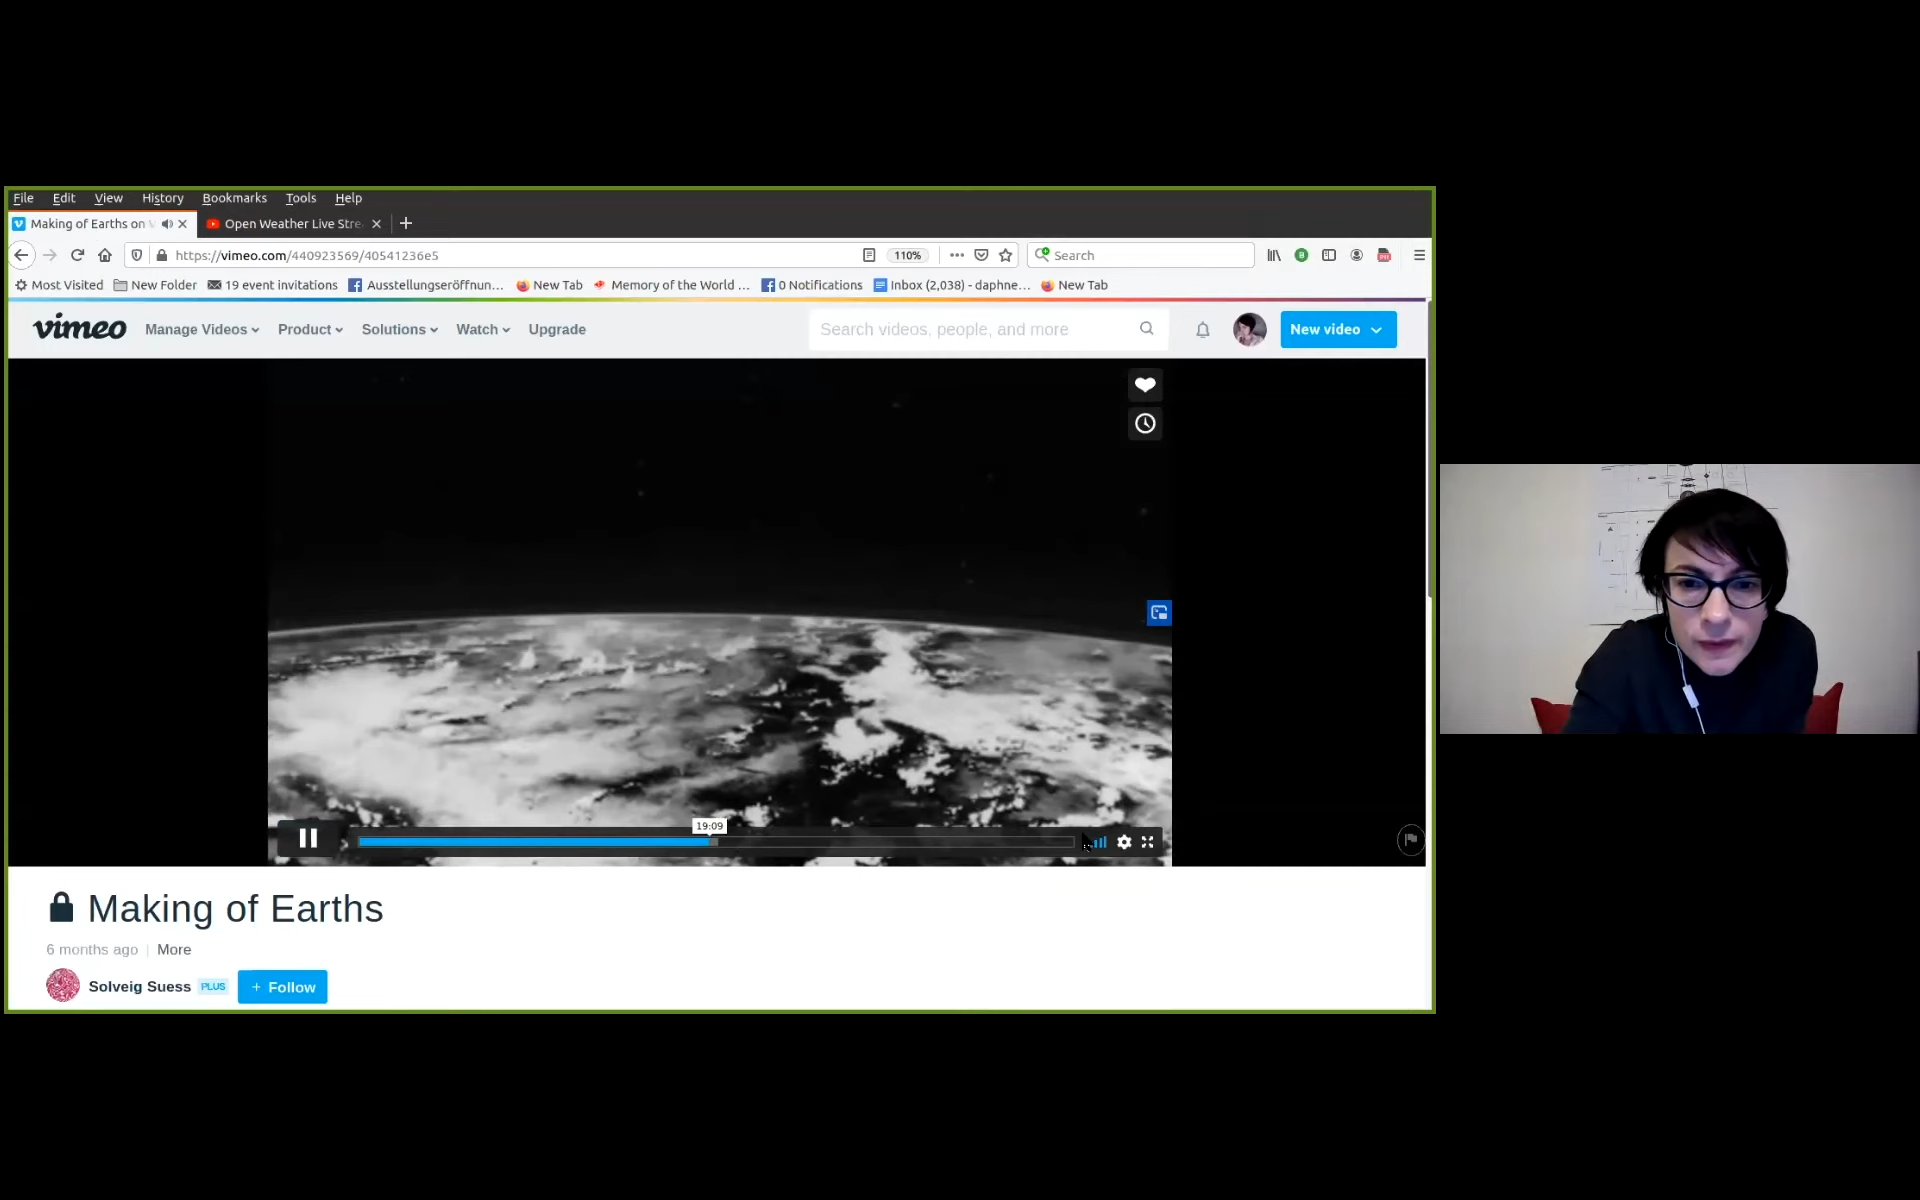 File Edit View History Bookmarks Tools Help
Making of Earths on V Open Weather Live Stre
https://vimeo.com/440923569/40541236e5 110% Search
Most Visited New Folder 19 event invitations Ausstellungseröffnun… New Tab Memory of the World … 0 Notifications Inbox (2,038) - daphne… New Tab
vimeo Manage Videos Product Solutions Watch Upgrade Search videos, people, and more New video
19:09
Making of Earths
6 months ago | More
Solveig Suess PLUS + Follow